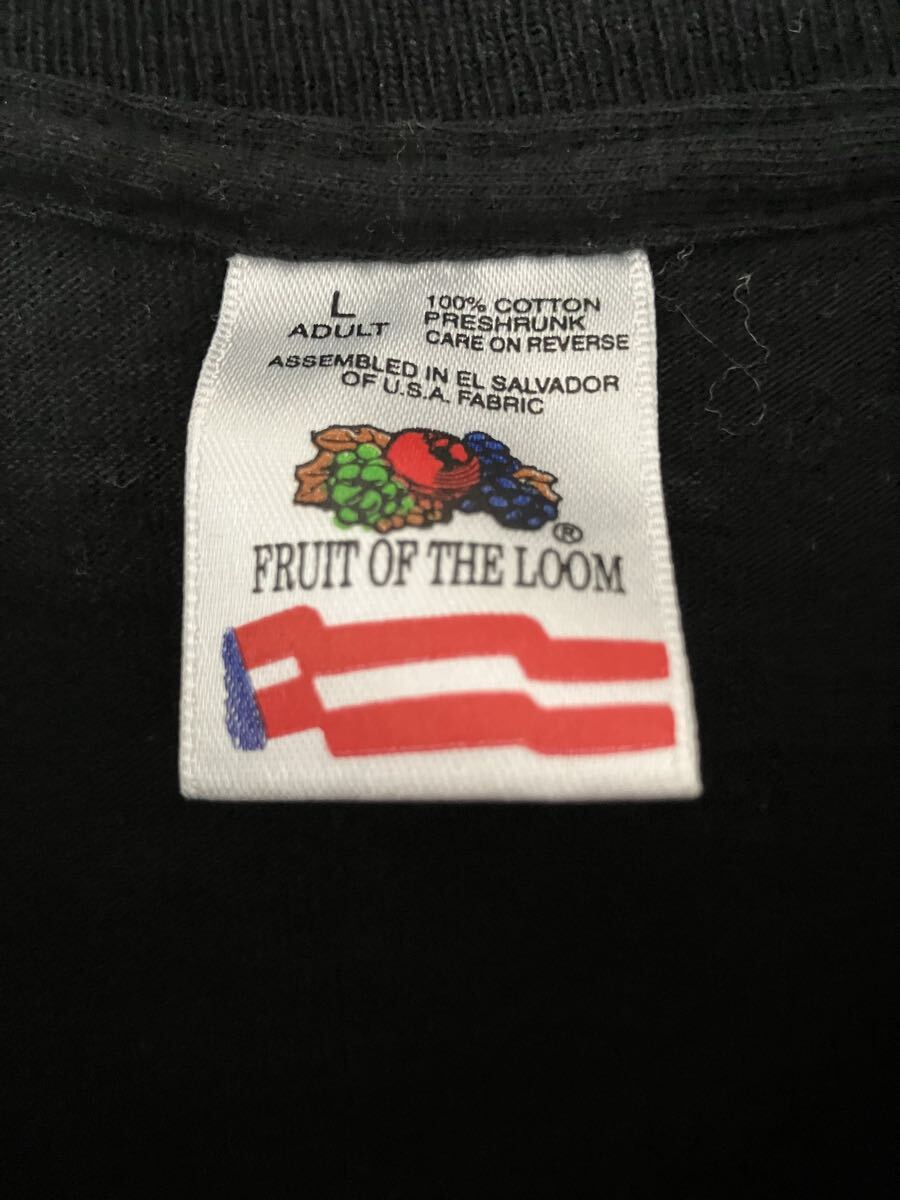 L
ADULT
100% COTTON
PRESHRUNK
CARE ON REVERSE
ASSEMBLED IN EL SALVADOR
OF U.S.A. FABRIC
®
FRUIT OF THE LOOM